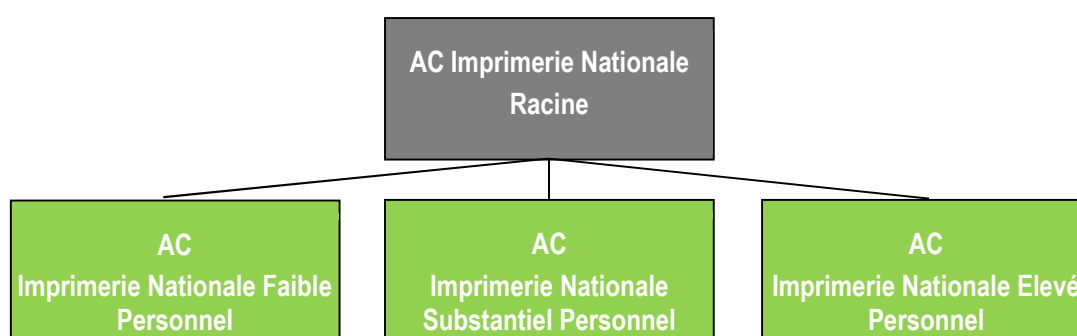 AC Imprimerie Nationale
Racine
AC
Imprimerie Nationale Faible
Personnel
AC
Imprimerie Nationale
Substantiel Personnel
AC
Imprimerie Nationale Elevé
Personnel